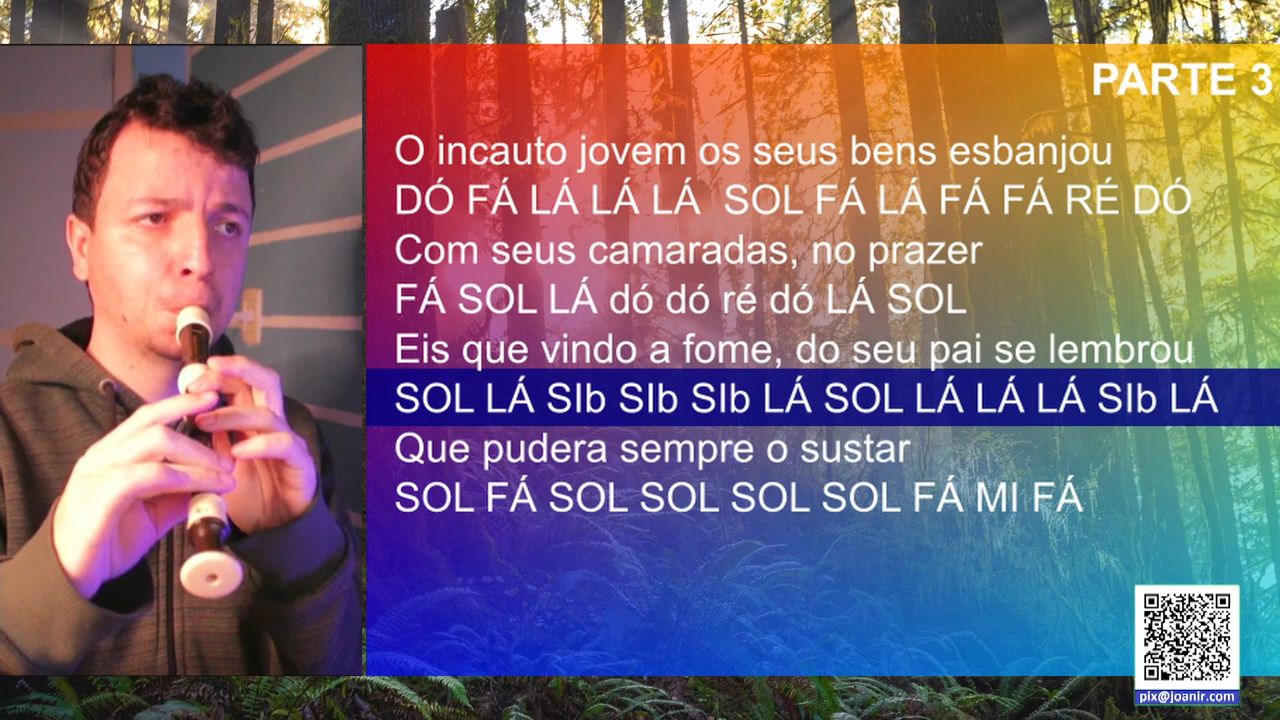 PARTE 3
O incauto jovem os seus bens esbanjou
DÓ FÁ LÁ LÁ LÁ SOL FÁ LÁ FÁ FÁ RÉ DÓ
Com seus camaradas, no prazer
FÁ SOL LÁ dó dó ré dó LÁ SOL
Eis que vindo a fome, do seu pai se lembrou
SOL LÁ SIb SIb SIb LÁ SOL LÁ LÁ LÁ SIb LÁ
Que pudera sempre o sustar
SOL FÁ SOL SOL SOL SOL FÁ MI FÁ
pix@joanir.com